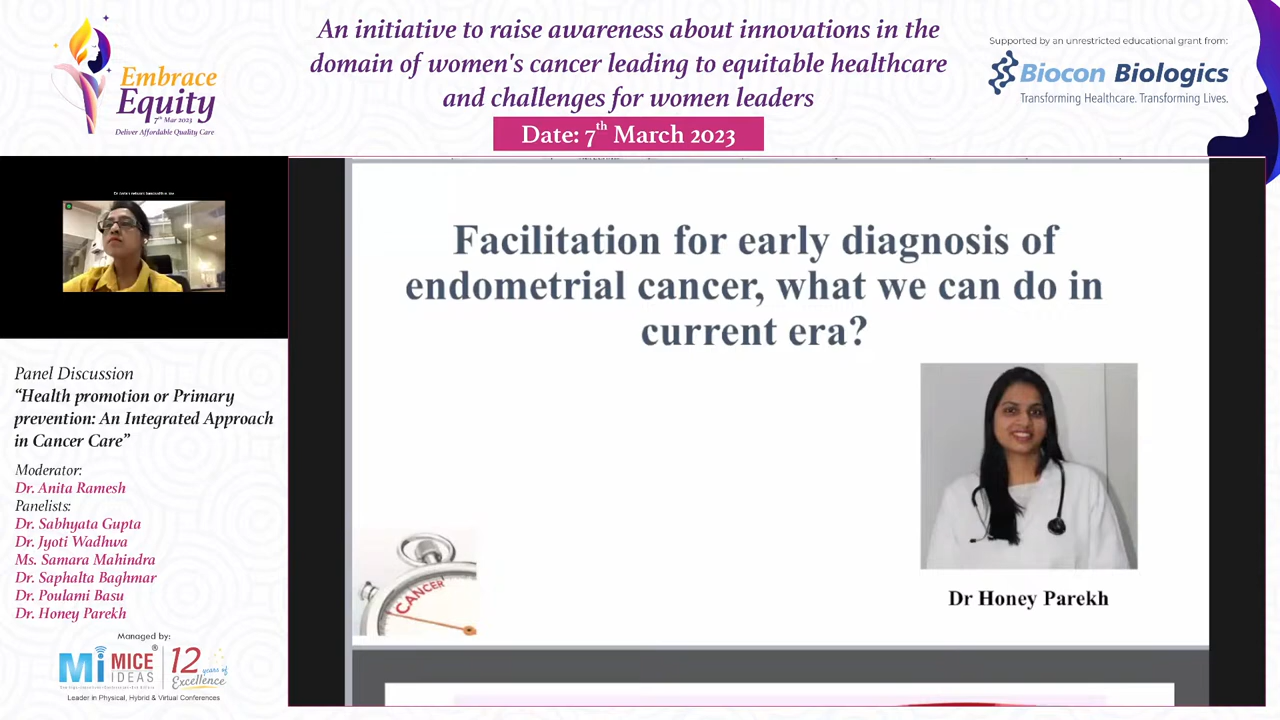 An initiative to raise awareness about innovations in the
domain of women's cancer leading to equitable healthcare
and challenges for women leaders
Date: 7th March 2023
Embrace
Equity
7th Mar 2023
Deliver Affordable Quality Care
Supported by an unrestricted educational grant from:
Biocon Biologics
Transforming Healthcare. Transforming Lives.
Panel Discussion
“Health promotion or Primary
prevention: An Integrated Approach
in Cancer Care”
Moderator:
Dr. Anita Ramesh
Panelists:
Dr. Sabhyata Gupta
Dr. Jyoti Wadhwa
Ms. Samara Mahindra
Dr. Saphalta Baghmar
Dr. Poulami Basu
Dr. Honey Parekh
Managed by:
Mi MICE IDEAS® 12 years of Excellence
Leader in Physical, Hybrid & Virtual Conferences
Facilitation for early diagnosis of
endometrial cancer, what we can do in
current era?
CANCER
Dr Honey Parekh